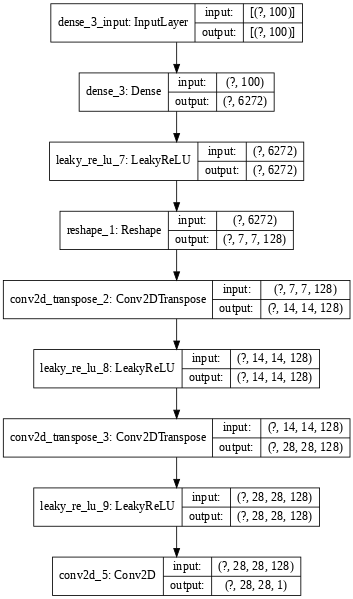 dense_3_input: InputLayer
input: [(?, 100)]
output: [(?, 100)]
dense_3: Dense
input: (?, 100)
output: (?, 6272)
leaky_re_lu_7: LeakyReLU
input: (?, 6272)
output: (?, 6272)
reshape_1: Reshape
input: (?, 6272)
output: (?, 7, 7, 128)
conv2d_transpose_2: Conv2DTranspose
input: (?, 7, 7, 128)
output: (?, 14, 14, 128)
leaky_re_lu_8: LeakyReLU
input: (?, 14, 14, 128)
output: (?, 14, 14, 128)
conv2d_transpose_3: Conv2DTranspose
input: (?, 14, 14, 128)
output: (?, 28, 28, 128)
leaky_re_lu_9: LeakyReLU
input: (?, 28, 28, 128)
output: (?, 28, 28, 128)
conv2d_5: Conv2D
input: (?, 28, 28, 128)
output: (?, 28, 28, 1)